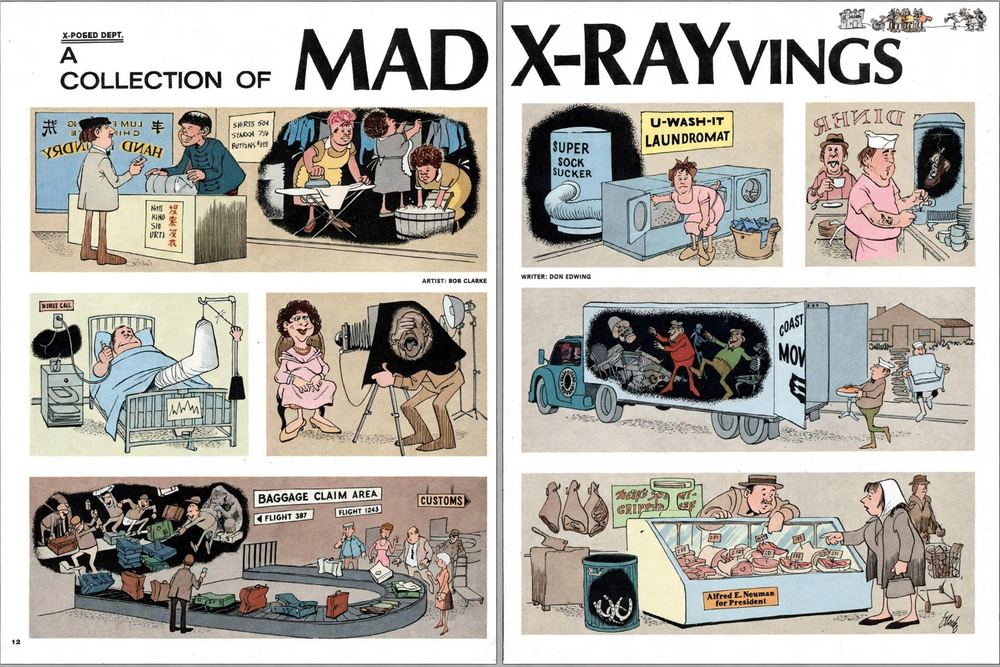 X-POSED DEPT.
A
COLLECTION OF MAD X-RAYVINGS
SHIRTS 50¢
STARCH 75¢
ARTIST: BOB CLARKE
NURSE CALL
BAGGAGE CLAIM AREA
FLIGHT 387
FLIGHT 1243
CUSTOMS
12
U-WASH-IT
LAUNDROMAT
SUPER
SOCK
SUCKER
DINER
WRITER: DON EDWING
COAST
MOV
Alfred E. Neuman
for President